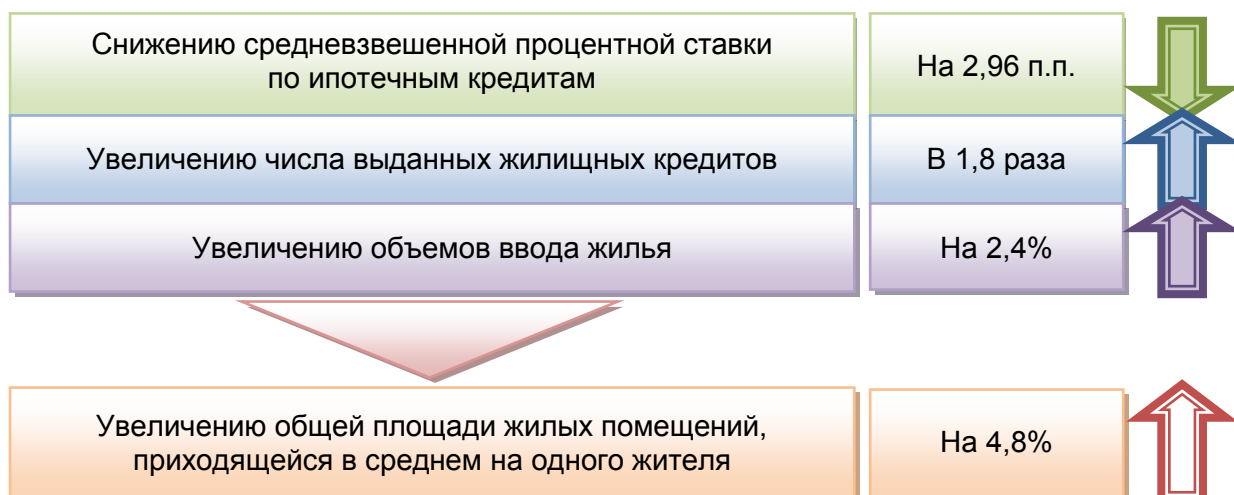 Снижению средневзвешенной процентной ставки
по ипотечным кредитам
На 2,96 п.п.
Увеличению числа выданных жилищных кредитов
В 1,8 раза
Увеличению объемов ввода жилья
На 2,4%
Увеличению общей площади жилых помещений,
приходящейся в среднем на одного жителя
На 4,8%